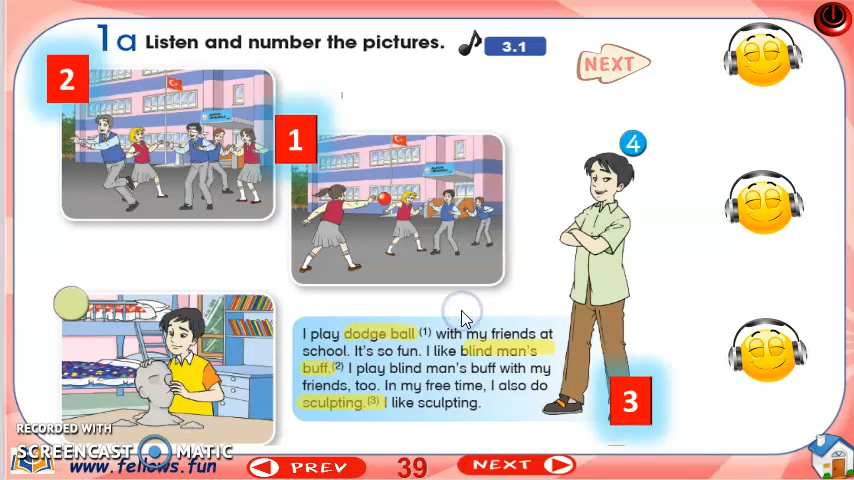 1a Listen and number the pictures. 3.1
NEXT
2
1
4
I play dodge ball (1) with my friends at
school. It's so fun. I like blind man's
buff.(2) I play blind man's buff with my
friends, too. In my free time, I also do
sculpting.(3) I like sculpting.
3
RECORDED WITH
SCREENCAST MATIC
www.fellows.fun
PREV
39
NEXT